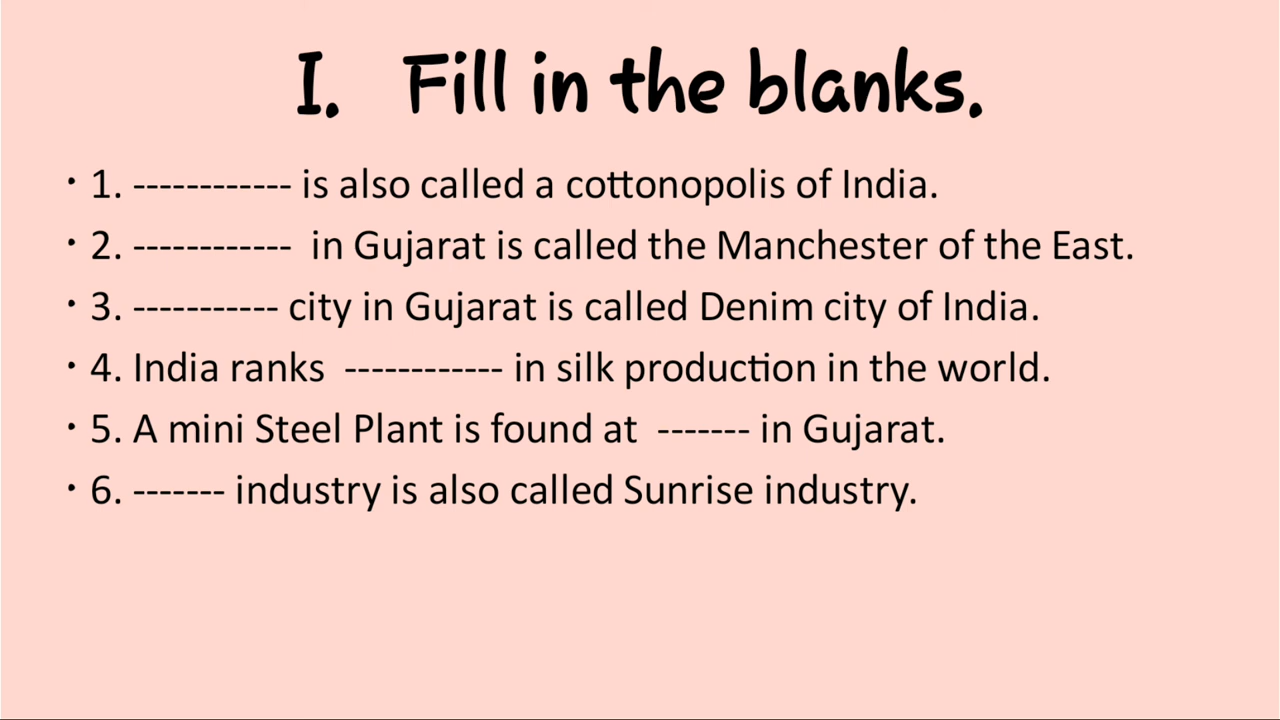 I. Fill in the blanks.
• 1. ------------ is also called a cottonopolis of India.
• 2. ------------ in Gujarat is called the Manchester of the East.
• 3. ----------- city in Gujarat is called Denim city of India.
• 4. India ranks ------------ in silk production in the world.
• 5. A mini Steel Plant is found at ------- in Gujarat.
• 6. ------- industry is also called Sunrise industry.